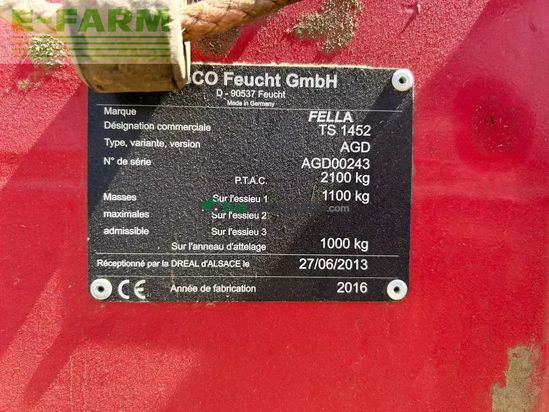 E-FARM
CO Feucht GmbH
D - 90537 Feucht
Made in Germany
Marque FELLA
Désignation commerciale TS 1452
Type, variante, version AGD
N° de série AGD00243
P.T.A.C. 2100 kg
Masses Sur l'essieu 1 1100 kg
maximales Sur l'essieu 2
admissible Sur l'essieu 3
Sur l'anneau d'attelage 1000 kg
Réceptionné par la DREAL d'ALSACE le 27/06/2013
CE Année de fabrication 2016